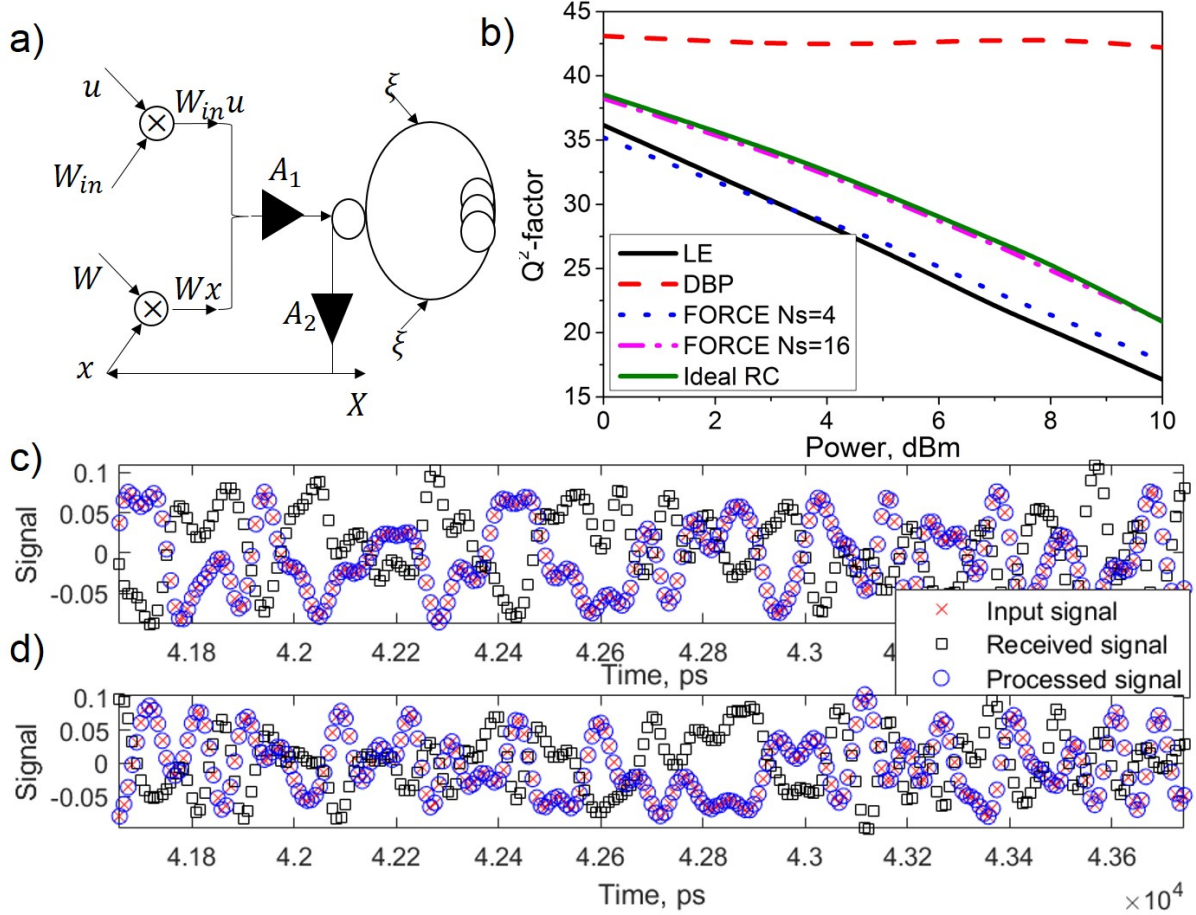 a)
u
W_in u
W_in
A₁
W
Wx
A₂
x
X
ξ
ξ
b)
45
40
35
30
25
20
15
Q²-factor
LE
DBP
FORCE Ns=4
FORCE Ns=16
Ideal RC
0 2 4 6 8 10
Power, dBm
c)
0.1
0.05
0
-0.05
Signal
4.18 4.2 4.22 4.24 4.26 4.28 4.3
Time, ps
Input signal
Received signal
Processed signal
d)
0.1
0.05
0
-0.05
Signal
4.18 4.2 4.22 4.24 4.26 4.28 4.3 4.32 4.34 4.36
Time, ps
×10⁴